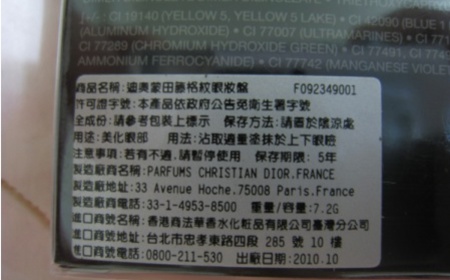 CI 19140 (YELLOW 5, YELLOW 5 LAKE) • CI 42090 (BLUE 1
(ALUMINUM HYDROXIDE) • CI 77007 (ULTRAMARINES)
CI 77289 (CHROMIUM HYDROXIDE GREEN) • CI 77491,
AMMONIUM FERROCYANIDE) • CI 77742 (MANGANESE VIOLET
商品名稱:迪奧蒙田藤格紋眼妝盤 F092349001
許可證字號:本產品依政府公告免衛生署字號
全成份:請參考包裝上標示 保存方法:請置於陰涼處
用途:美化眼部 用法:沾取適量塗抹於上下眼瞼
注意事項:若有不適,請暫停使用 保存期限: 5年
製造廠商名稱:PARFUMS CHRISTIAN DIOR.FRANCE
製造廠地址:33 Avenue Hoche.75008 Paris.France
製造廠電話:33-1-4953-8500 重量/容量:7.2G
進口商名稱:香港商法華香水化粧品有限公司臺灣分公司
進口商地址:台北市忠孝東路四段 285 號 10 樓
進口商電話:0800-211-530 出廠日期:2010.10